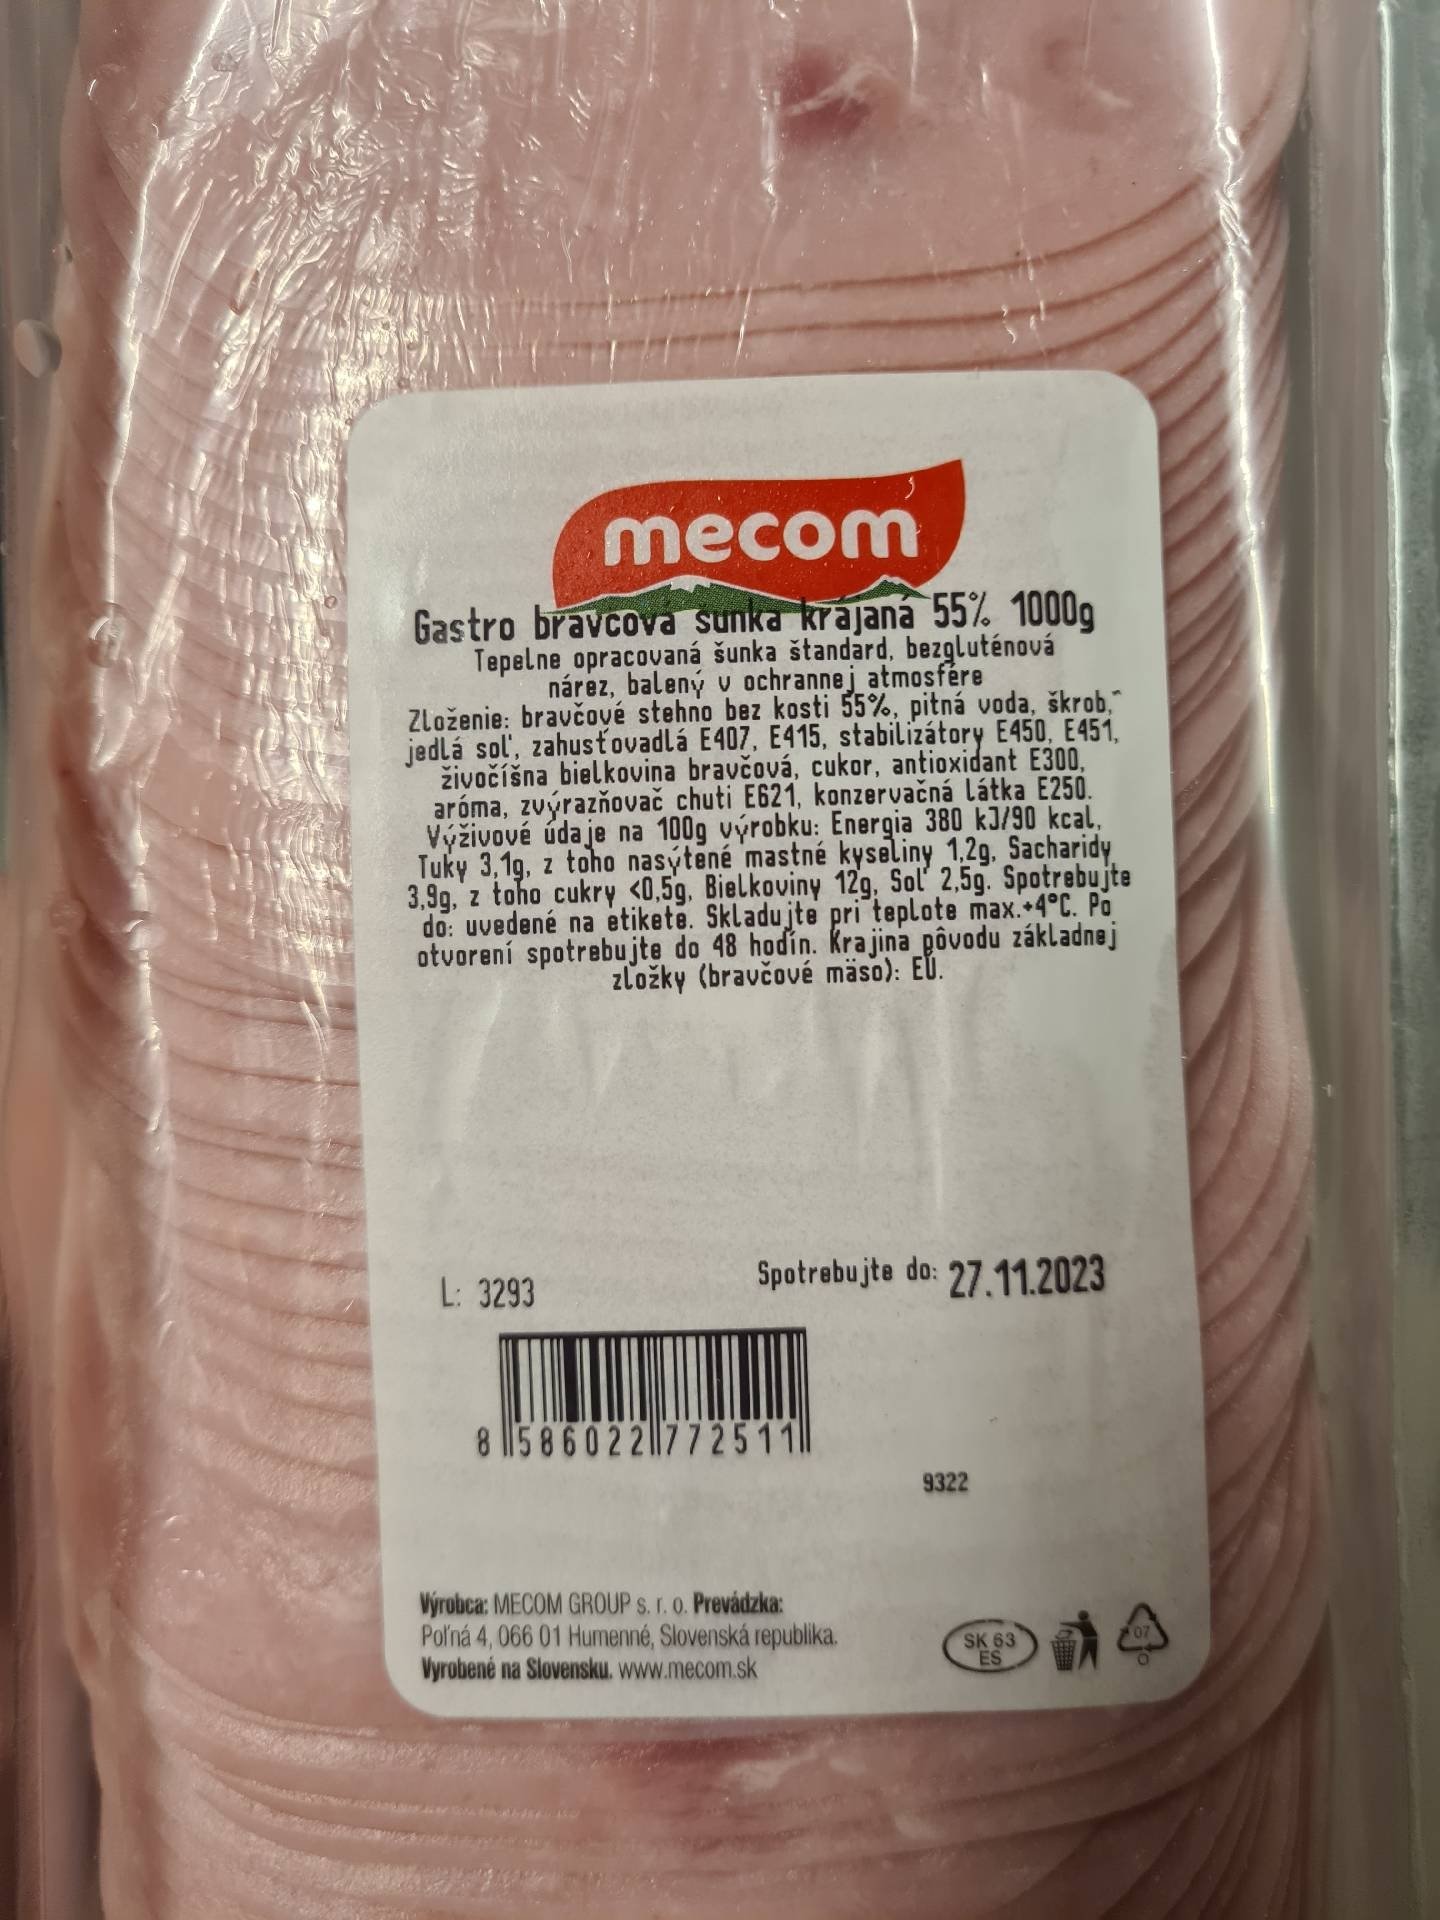 mecom
Gastro bravčová šunka krájaná 55% 1000g
Tepelne opracovaná šunka štandard, bezgluténová
nárez, balený v ochrannej atmosfére
Zloženie: bravčové stehno bez kosti 55%, pitná voda, škrob,
jedlá soľ, zahusťovadlá E407, E415, stabilizátory E450, E451,
živočíšna bielkovina bravčová, cukor, antioxidant E300,
aróma, zvýrazňovač chuti E621, konzervačná látka E250.
Výživové údaje na 100g výrobku: Energia 380 kJ/90 kcal,
Tuky 3,1g, z toho nasýtené mastné kyseliny 1,2g, Sacharidy
3,9g, z toho cukry <0,5g, Bielkoviny 12g, Soľ 2,5g. Spotrebujte
do: uvedené na etikete. Skladujte pri teplote max.+4°C. Po
otvorení spotrebujte do 48 hodín. Krajina pôvodu základnej
zložky (bravčové mäso): EÚ.
L: 3293
Spotrebujte do: 27.11.2023
8 586022 772511
9322
Výrobca: MECOM GROUP s. r. o. Prevádzka:
Poľná 4, 066 01 Humenné, Slovenská republika.
Vyrobené na Slovensku. www.mecom.sk
SK 63
ES
07
O